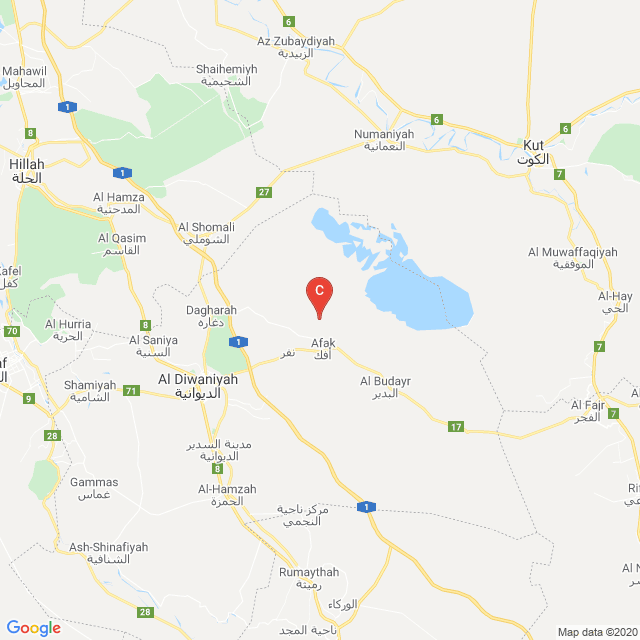 6
Az Zubaydiyah
الزبيدية
Shaihemiyh
الشحيمية
Mahawil
المحاويل
1
8
6
6
Numaniyah
النعمانية
Kut
الكوت
7
Hillah
الحلة
1
27
Al Hamza
المدحتية
Al Shomali
الشوملي
Al Qasim
القاسم
Al Muwaffaqiyah
الموفقية
Kafel
كفل
C
Al-Hay
الحي
Dagharah
دغارة
Al Hurria
الحرية
70
8
Al Saniya
السنية
1
Afak
أفك
نفر
7
Shamiyah
الشامية
71
Al Diwaniyah
الديوانية
Al Budayr
البدير
9
Al Fajr
الفجر
7
17
28
مدينة السدير
الديوانية
8
Gammas
غماس
Al-Hamzah
الحمزة
مركز ناحية
النجمي
1
Ash-Shinafiyah
الشنافية
Rumaythah
رميثة
28
الوركاء
ناحية المجد
Google
Map data ©2020